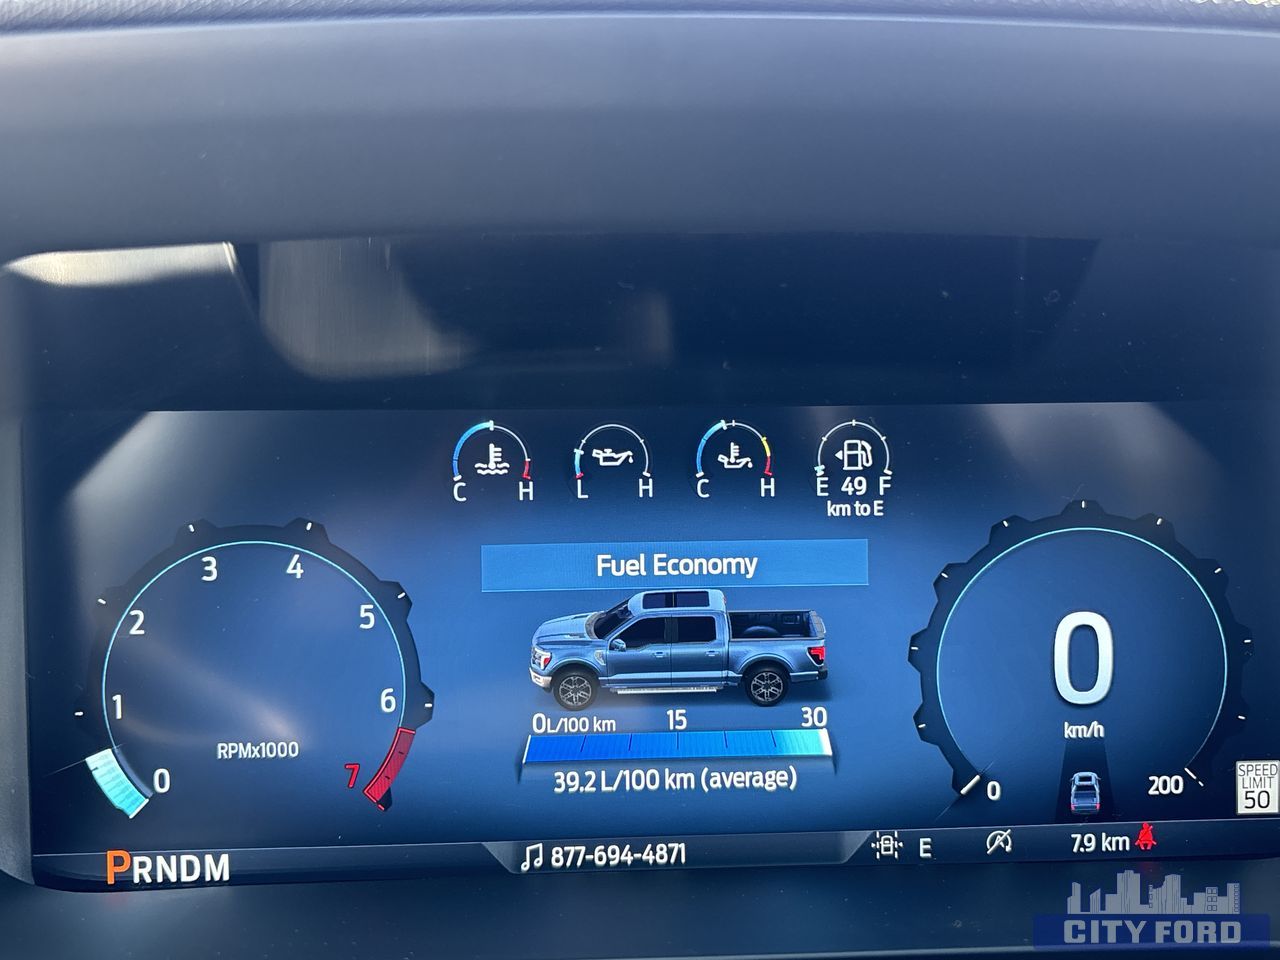 C H
L H
C H
E 49 F
km to E
Fuel Economy
0 1 2 3 4 5 6 7
RPMx1000
0L/100 km 15 30
39.2 L/100 km (average)
0
km/h
0 200
SPEED
LIMIT
50
PRNDM
877-694-4871
E
7.9 km
CITY FORD